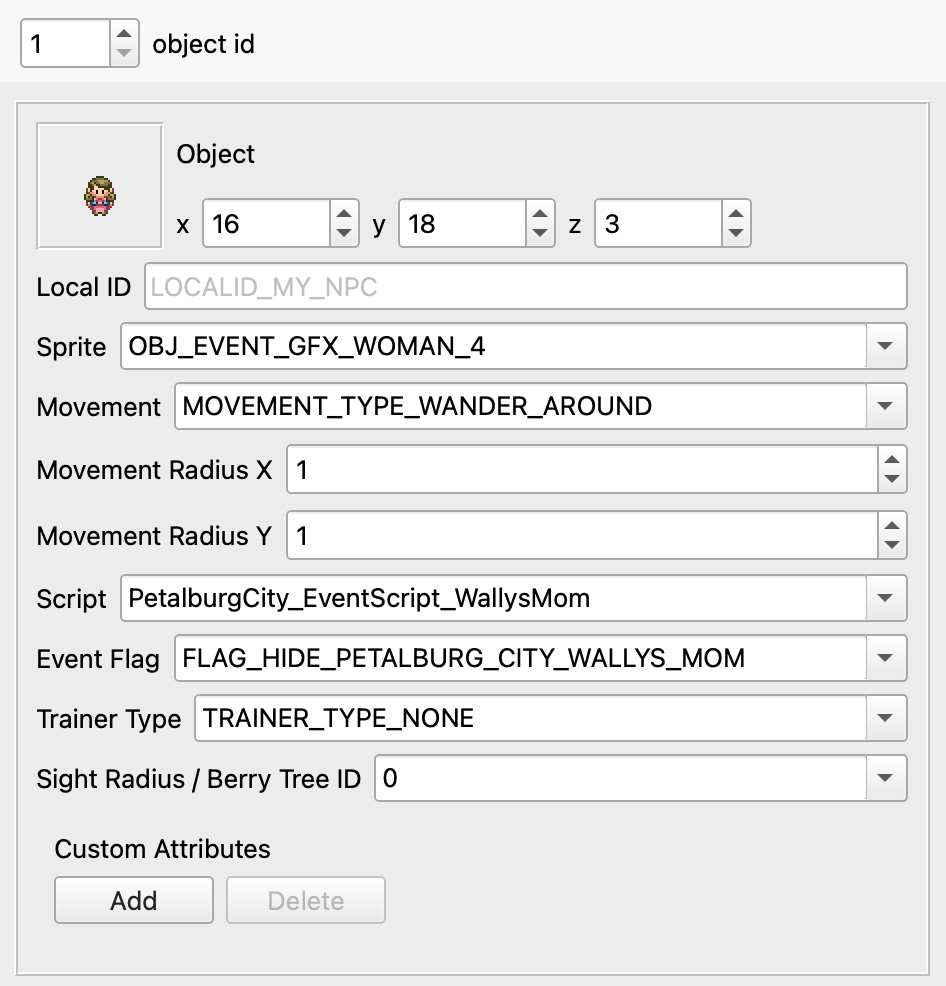 1 object id
Object
x 16 y 18 z 3
Local ID LOCALID_MY_NPC
Sprite OBJ_EVENT_GFX_WOMAN_4
Movement MOVEMENT_TYPE_WANDER_AROUND
Movement Radius X 1
Movement Radius Y 1
Script PetalburgCity_EventScript_WallysMom
Event Flag FLAG_HIDE_PETALBURG_CITY_WALLYS_MOM
Trainer Type TRAINER_TYPE_NONE
Sight Radius / Berry Tree ID 0
Custom Attributes
Add Delete